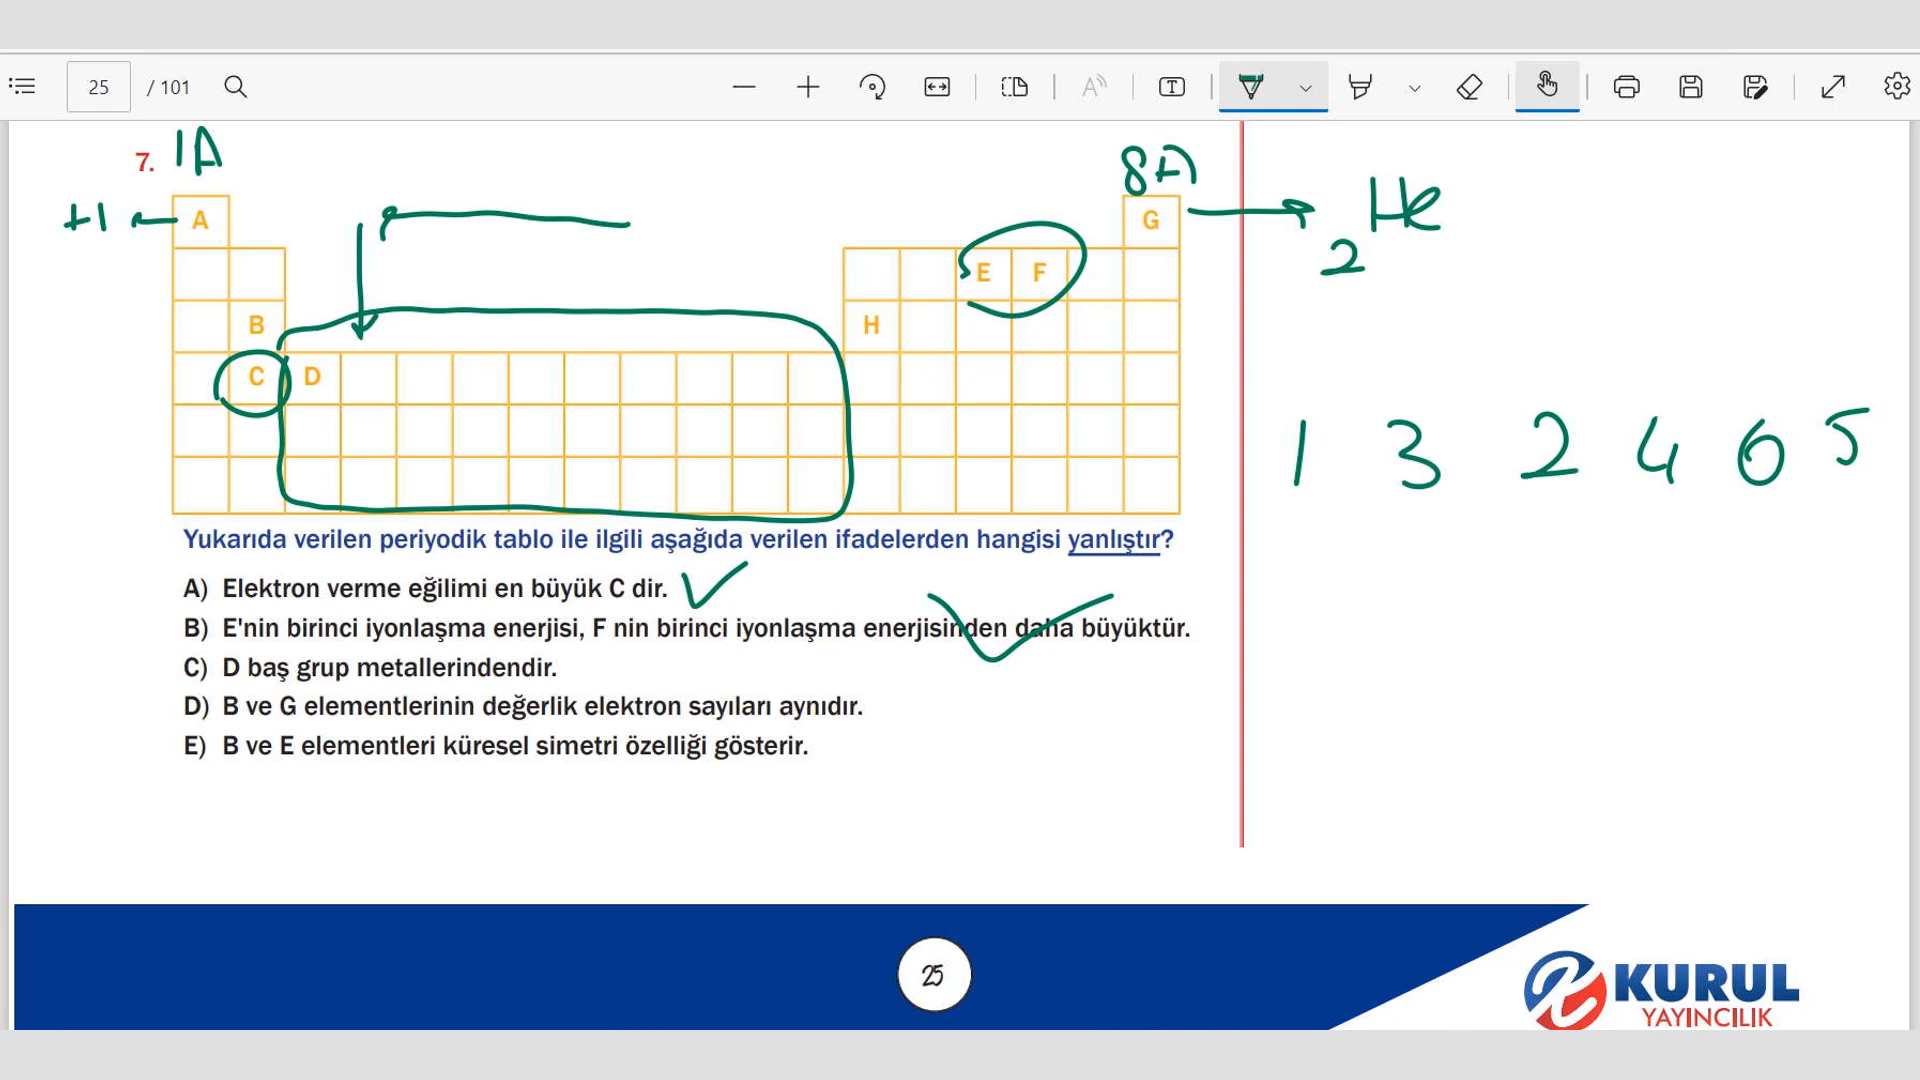 25 / 101
7. 1A
8A
+1 A
G
2He
E F
B
H
C D
1 3 2 4 6 5
Yukarıda verilen periyodik tablo ile ilgili aşağıda verilen ifadelerden hangisi yanlıştır?
A) Elektron verme eğilimi en büyük C dir.
B) E'nin birinci iyonlaşma enerjisi, F nin birinci iyonlaşma enerjisinden daha büyüktür.
C) D baş grup metallerindendir.
D) B ve G elementlerinin değerlik elektron sayıları aynıdır.
E) B ve E elementleri küresel simetri özelliği gösterir.
25
KURUL
YAYINCILIK